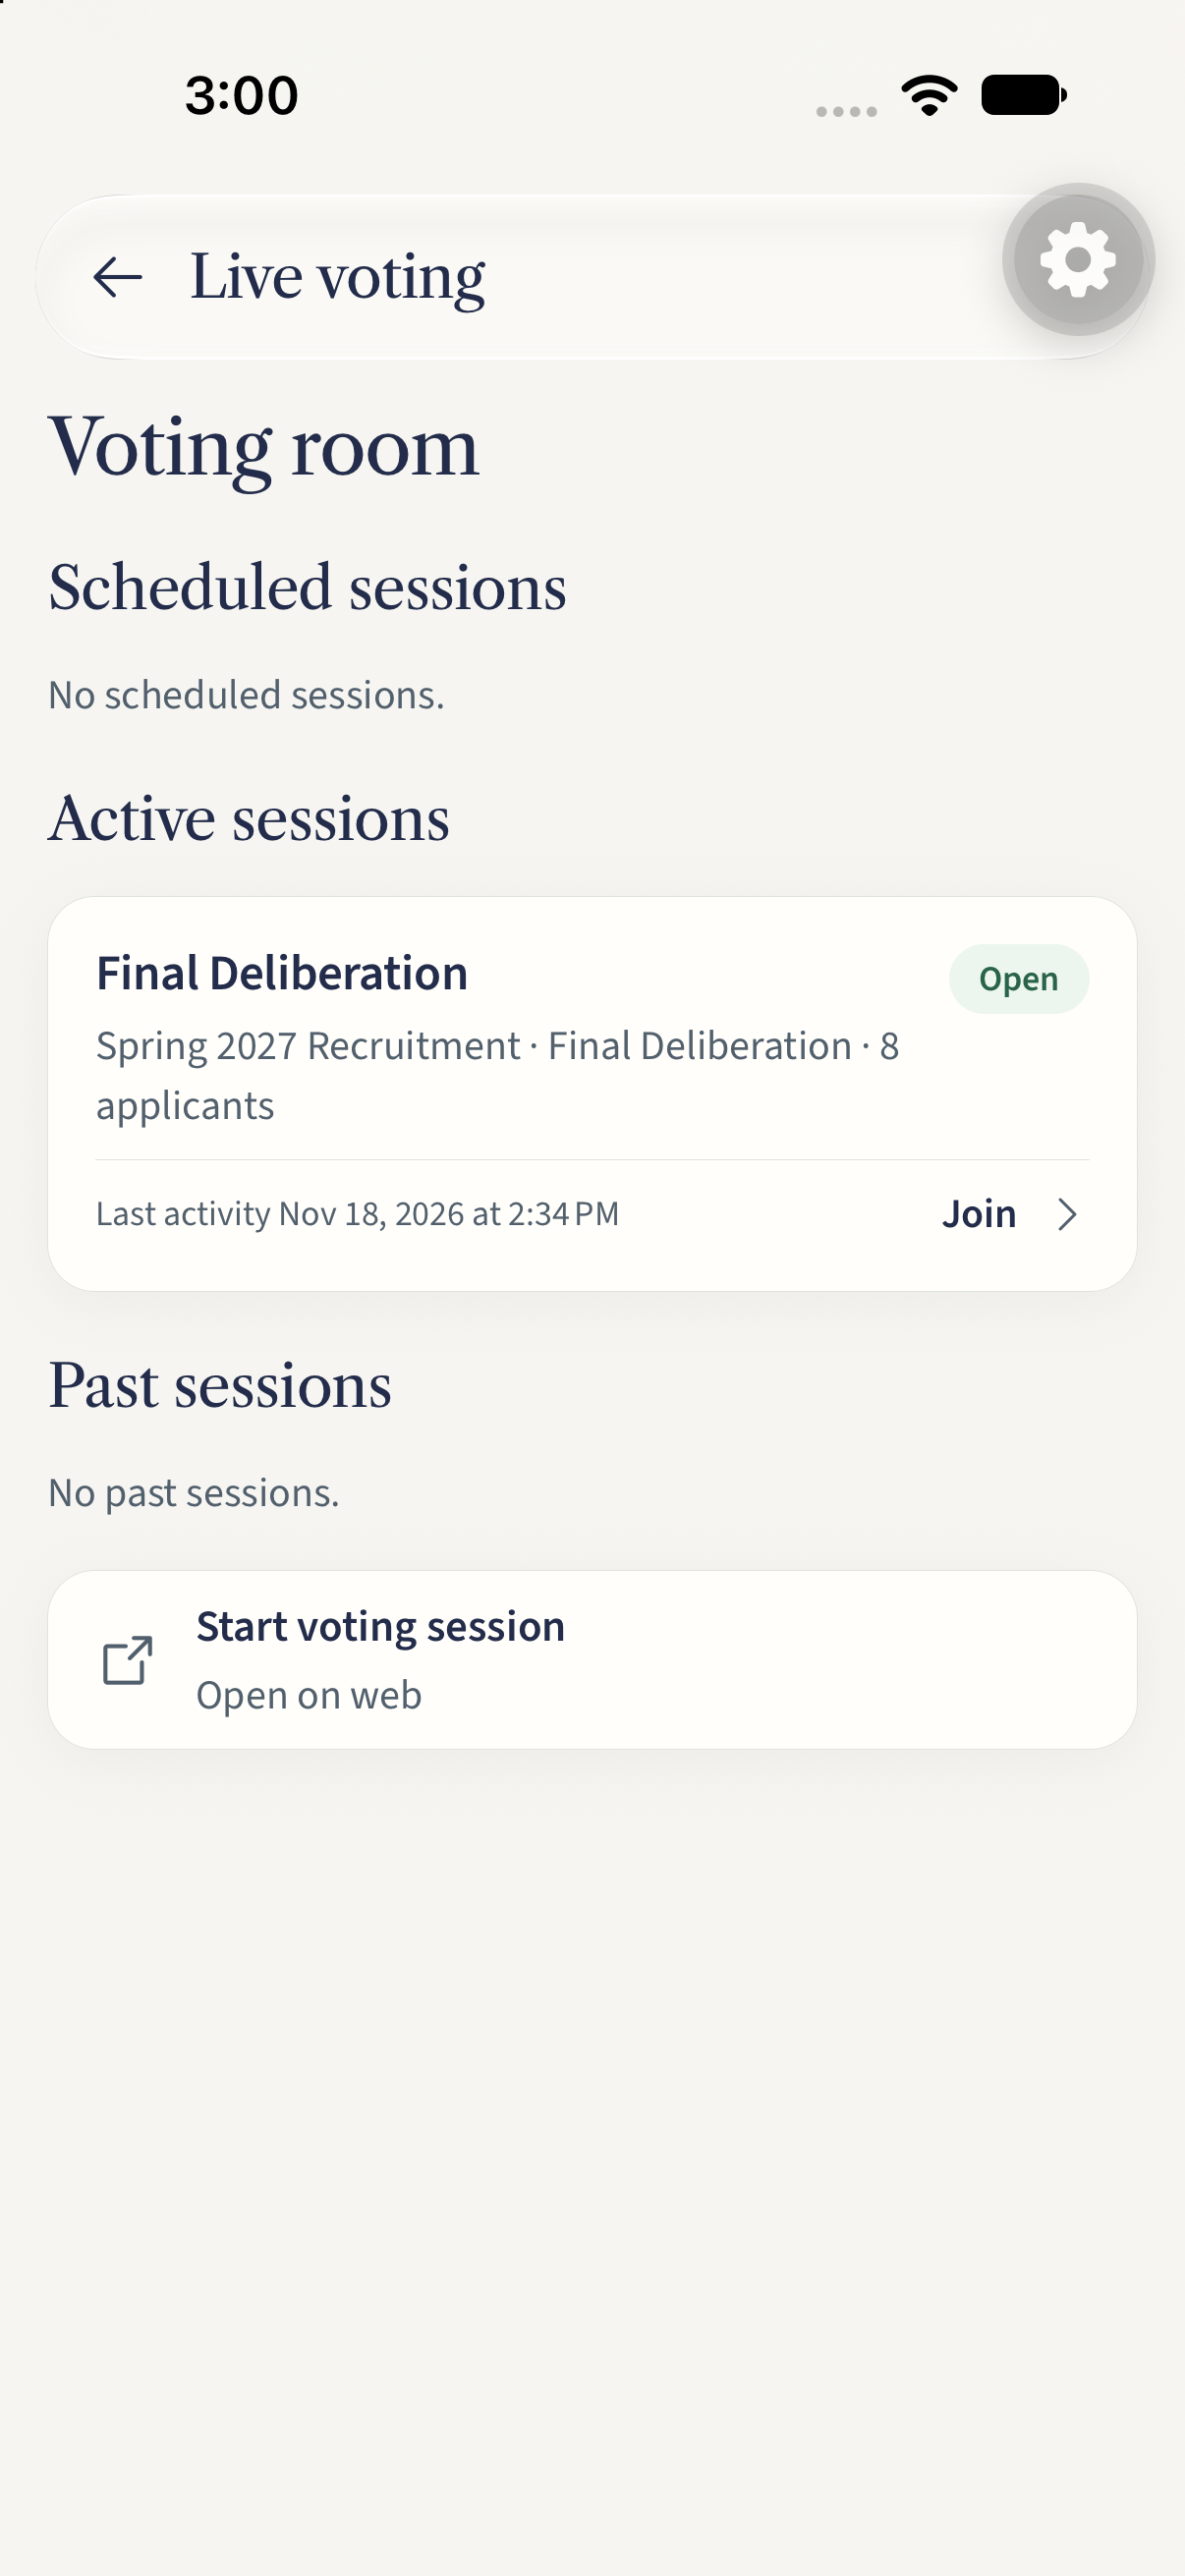 3:00
Live voting
Voting room
Scheduled sessions
No scheduled sessions.
Active sessions
Final Deliberation
Open
Spring 2027 Recruitment · Final Deliberation · 8
applicants
Last activity Nov 18, 2026 at 2:34 PM
Join
Past sessions
No past sessions.
Start voting session
Open on web